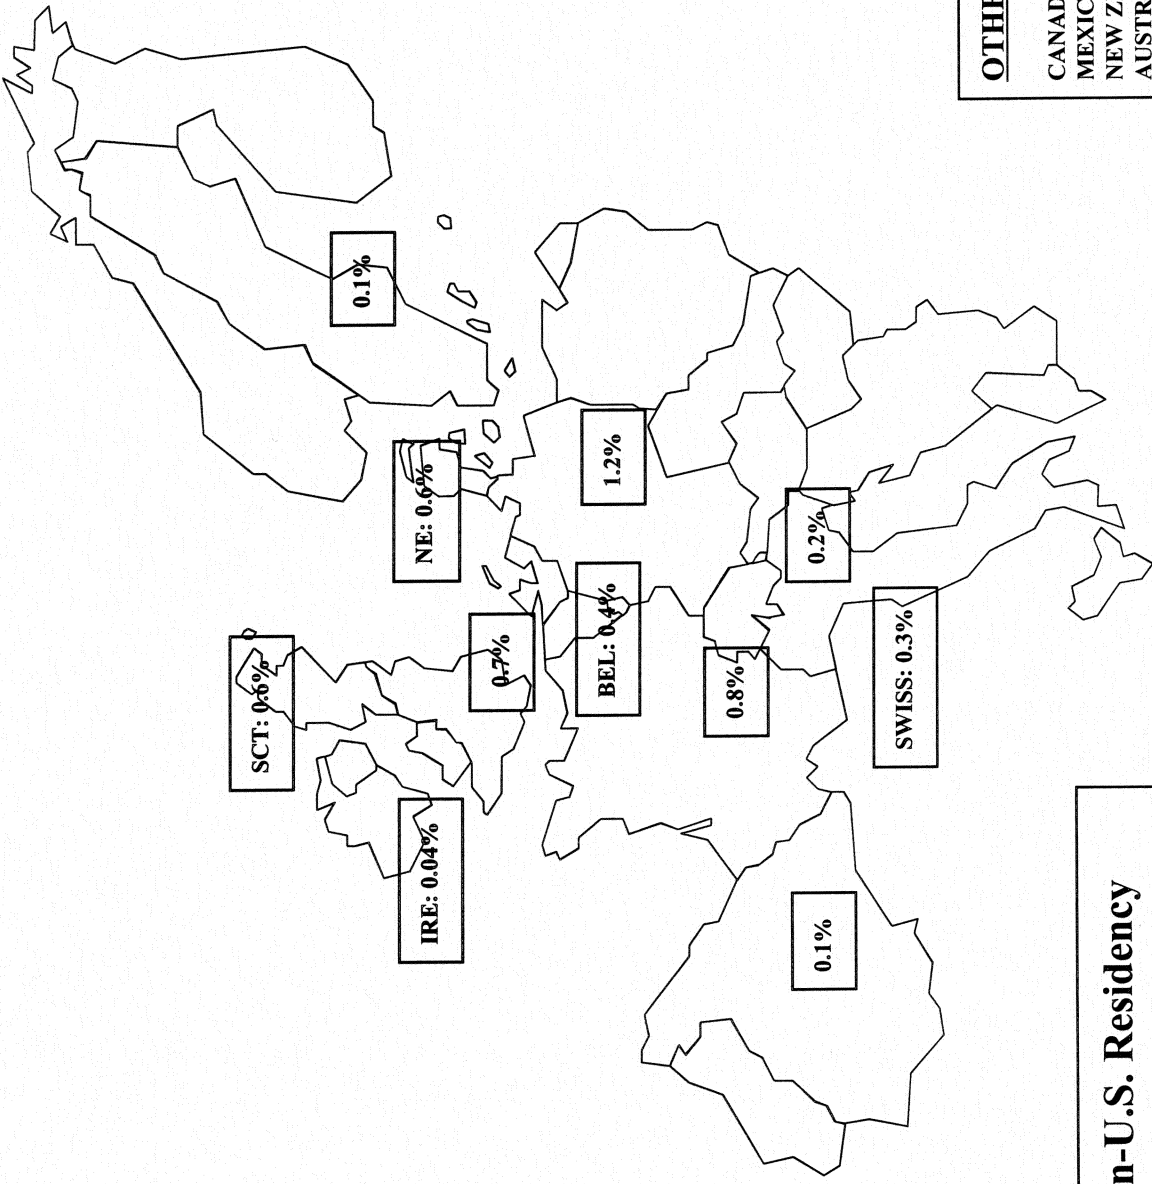 0.1%
NE: 0.6%
SCT: 0.6%
IRE: 0.04%
0.7%
1.2%
BEL: 0.4%
0.8%
0.2%
SWISS: 0.3%
0.1%
OTHE
CANAD
MEXIC
NEW Z
AUSTR
n-U.S. Residency